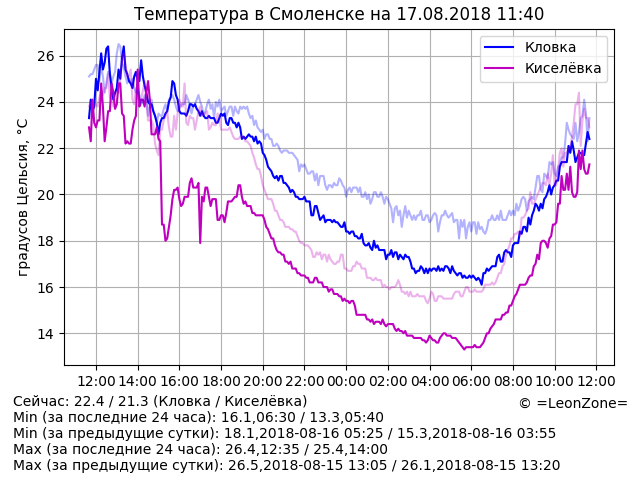 Температура в Смоленске на 17.08.2018 11:40
градусов Цельсия, °C
26
24
22
20
18
16
14
Кловка
Киселёвка
12:00 14:00 16:00 18:00 20:00 22:00 00:00 02:00 04:00 06:00 08:00 10:00 12:00
Сейчас: 22.4 / 21.3 (Кловка / Киселёвка)
© =LeonZone=
Min (за последние 24 часа): 16.1,06:30 / 13.3,05:40
Min (за предыдущие сутки): 18.1,2018-08-16 05:25 / 15.3,2018-08-16 03:55
Max (за последние 24 часа): 26.4,12:35 / 25.4,14:00
Max (за предыдущие сутки): 26.5,2018-08-15 13:05 / 26.1,2018-08-15 13:20